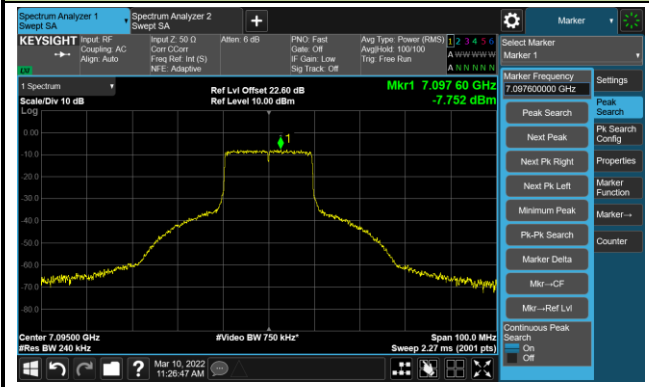 Spectrum Analyzer 1
Swept SA
Spectrum Analyzer 2
Swept SA
+
Marker
KEYSIGHT
Input: RF
Coupling: AC
Align: Auto
Input Z: 50 Ω
Corr CCorr
Freq Ref: Int (S)
NFE: Adaptive
Atten: 6 dB
PNO: Fast
Gate: Off
IF Gain: Low
Sig Track: Off
Avg Type: Power (RMS)
Avg|Hold: 100/100
Trig: Free Run
1 2 3 4 5 6
A W W W W W
A N N N N N
Select Marker
Marker 1
1 Spectrum
Scale/Div 10 dB
Log
Ref Lvl Offset 22.60 dB
Ref Level 10.00 dBm
Mkr1 7.097 60 GHz
-7.752 dBm
1
0.00
-10.0
-20.0
-30.0
-40.0
-50.0
-60.0
-70.0
-80.0
Center 7.09500 GHz
#Res BW 240 kHz
#Video BW 750 kHz*
Span 100.0 MHz
Sweep 2.27 ms (2001 pts)
Marker Frequency
7.097600000 GHz
Peak Search
Next Peak
Next Pk Right
Next Pk Left
Minimum Peak
Pk-Pk Search
Marker Delta
Mkr→CF
Mkr→Ref Lvl
Continuous Peak
Search
On
Off
Settings
Peak
Search
Pk Search
Config
Properties
Marker
Function
Marker→
Counter
?
Mar 10, 2022
11:26:47 AM